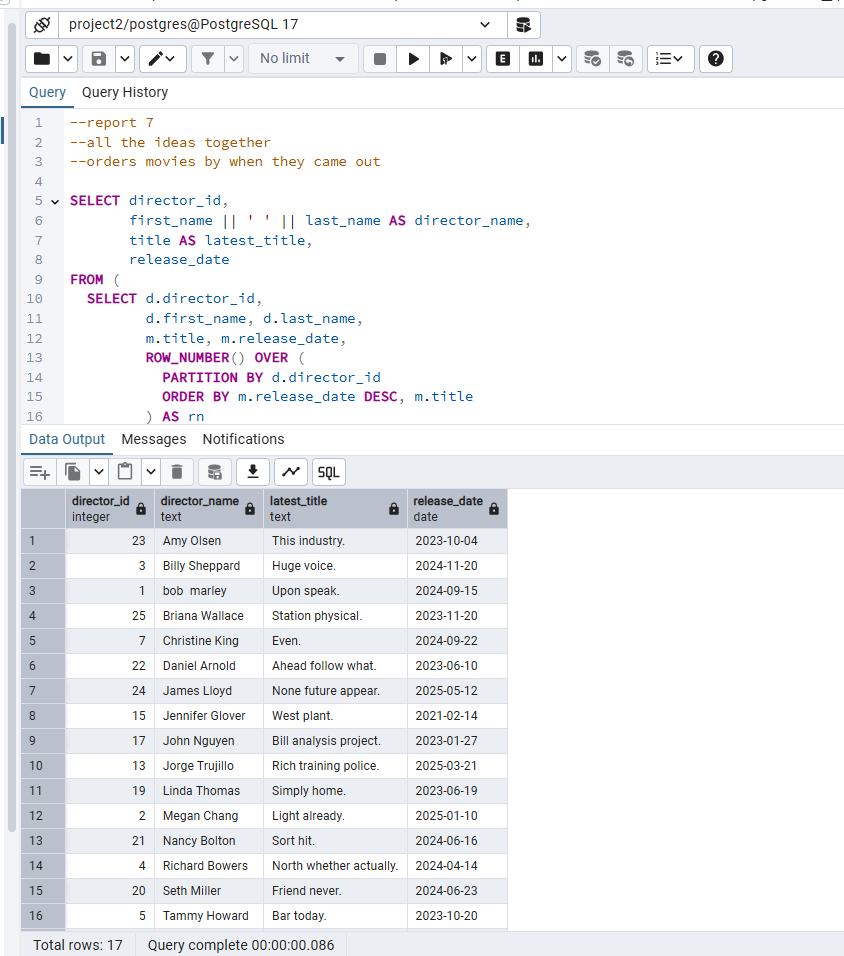 project2/postgres@PostgreSQL 17
No limit
E
Query Query History
1 --report 7
2 --all the ideas together
3 --orders movies by when they came out
4
5 SELECT director_id,
6 first_name || ' ' || last_name AS director_name,
7 title AS latest_title,
8 release_date
9 FROM (
10 SELECT d.director_id,
11 d.first_name, d.last_name,
12 m.title, m.release_date,
13 ROW_NUMBER() OVER (
14 PARTITION BY d.director_id
15 ORDER BY m.release_date DESC, m.title
16 ) AS rn
Data Output Messages Notifications
SQL
director_id director_name latest_title release_date
integer text text date
1 23 Amy Olsen This industry. 2023-10-04
2 3 Billy Sheppard Huge voice. 2024-11-20
3 1 bob  marley Upon speak. 2024-09-15
4 25 Briana Wallace Station physical. 2023-11-20
5 7 Christine King Even. 2024-09-22
6 22 Daniel Arnold Ahead follow what. 2023-06-10
7 24 James Lloyd None future appear. 2025-05-12
8 15 Jennifer Glover West plant. 2021-02-14
9 17 John Nguyen Bill analysis project. 2023-01-27
10 13 Jorge Trujillo Rich training police. 2025-03-21
11 19 Linda Thomas Simply home. 2023-06-19
12 2 Megan Chang Light already. 2025-01-10
13 21 Nancy Bolton Sort hit. 2024-06-16
14 4 Richard Bowers North whether actually. 2024-04-14
15 20 Seth Miller Friend never. 2024-06-23
16 5 Tammy Howard Bar today. 2023-10-20
Total rows: 17 Query complete 00:00:00.086